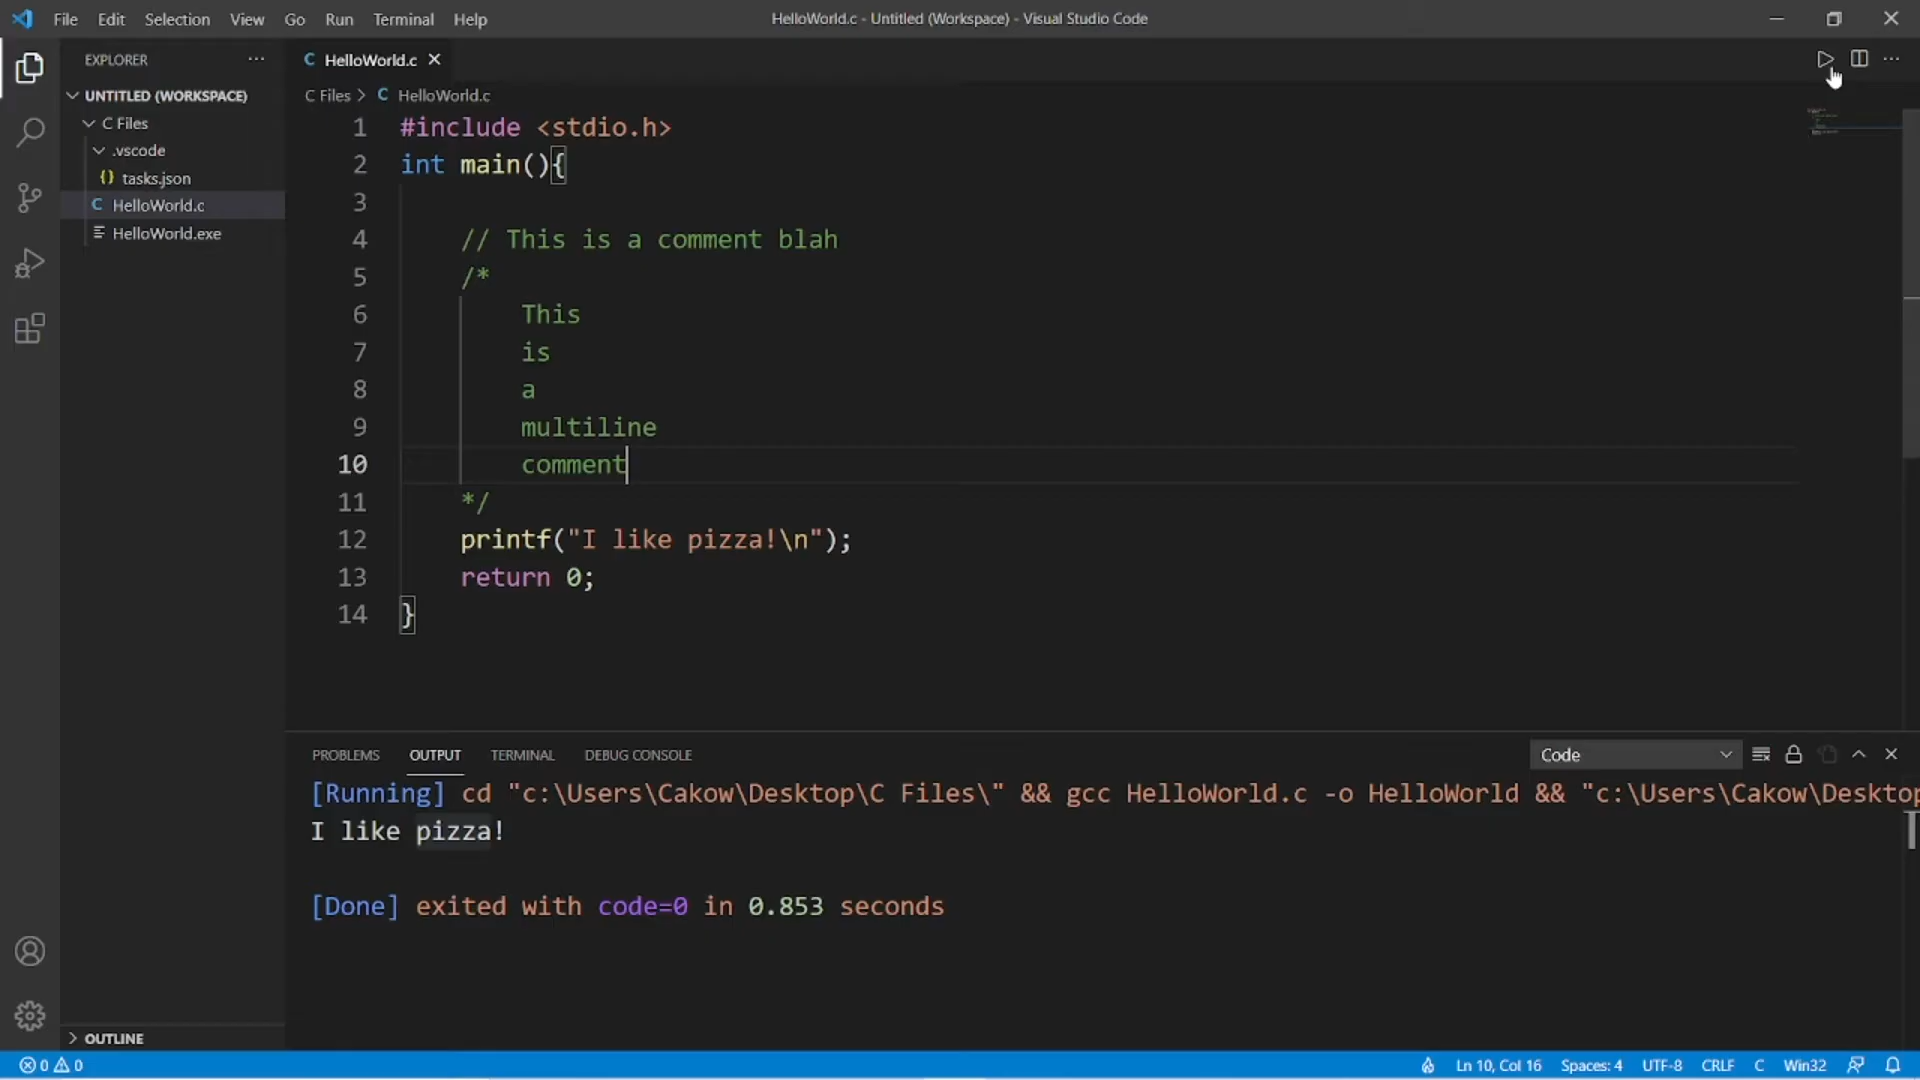 File Edit Selection View Go Run Terminal Help
HelloWorld.c - Untitled (Workspace) - Visual Studio Code
EXPLORER ···
C HelloWorld.c ×
UNTITLED (WORKSPACE)
C Files
.vscode
{} tasks.json
C HelloWorld.c
HelloWorld.exe
C Files > C HelloWorld.c
1 #include <stdio.h>
2 int main(){
3
4 // This is a comment blah
5 /*
6 This
7 is
8 a
9 multiline
10 comment
11 */
12 printf("I like pizza!\n");
13 return 0;
14 }
PROBLEMS OUTPUT TERMINAL DEBUG CONSOLE
Code
[Running] cd "c:\Users\Cakow\Desktop\C Files\" && gcc HelloWorld.c -o HelloWorld && "c:\Users\Cakow\Desktop
I like pizza!
[Done] exited with code=0 in 0.853 seconds
OUTLINE
0 0
Ln 10, Col 16 Spaces: 4 UTF-8 CRLF C Win32